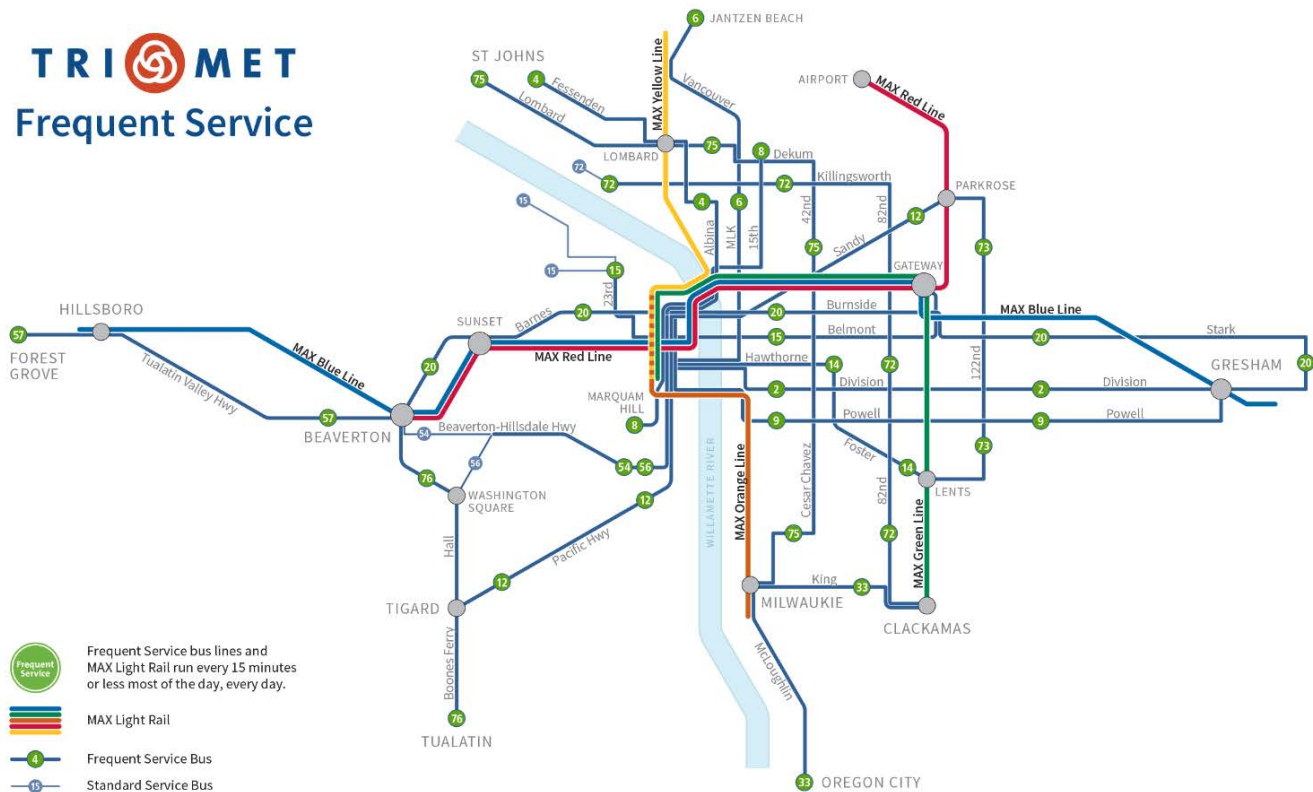 TRI MET
Frequent Service
6
JANTZEN BEACH
ST JOHNS
75
4
Fessenden
Lombard
MAX Yellow Line
Vancouver
AIRPORT
MAX Red Line
LOMBARD
75
8
Dekum
72
72
72
Killingsworth
PARKROSE
15
4
6
42nd
82nd
12
Albina
MLK
15th
75
Sandy
73
15
15
23rd
GATEWAY
HILLSBORO
57
FOREST
GROVE
Tualatin Valley Hwy
MAX Blue Line
SUNSET
Barnes
20
20
Burnside
MAX Blue Line
MAX Red Line
15
Belmont
20
Stark
20
20
Hawthorne
14
72
122nd
GRESHAM
2
Division
2
Division
MARQUAM
HILL
8
57
BEAVERTON
54
Beaverton-Hillsdale Hwy
9
Powell
9
Powell
56
54
56
Foster
14
73
76
WASHINGTON
SQUARE
LENTS
12
Pacific Hwy
WILLAMETTE RIVER
MAX Orange Line
Cesar Chavez
82nd
MAX Green Line
Hall
75
72
12
TIGARD
King
33
MILWAUKIE
CLACKAMAS
Boones Ferry
McLoughlin
76
TUALATIN
33
OREGON CITY
Frequent
Service
Frequent Service bus lines and
MAX Light Rail run every 15 minutes
or less most of the day, every day.
MAX Light Rail
4
Frequent Service Bus
15
Standard Service Bus